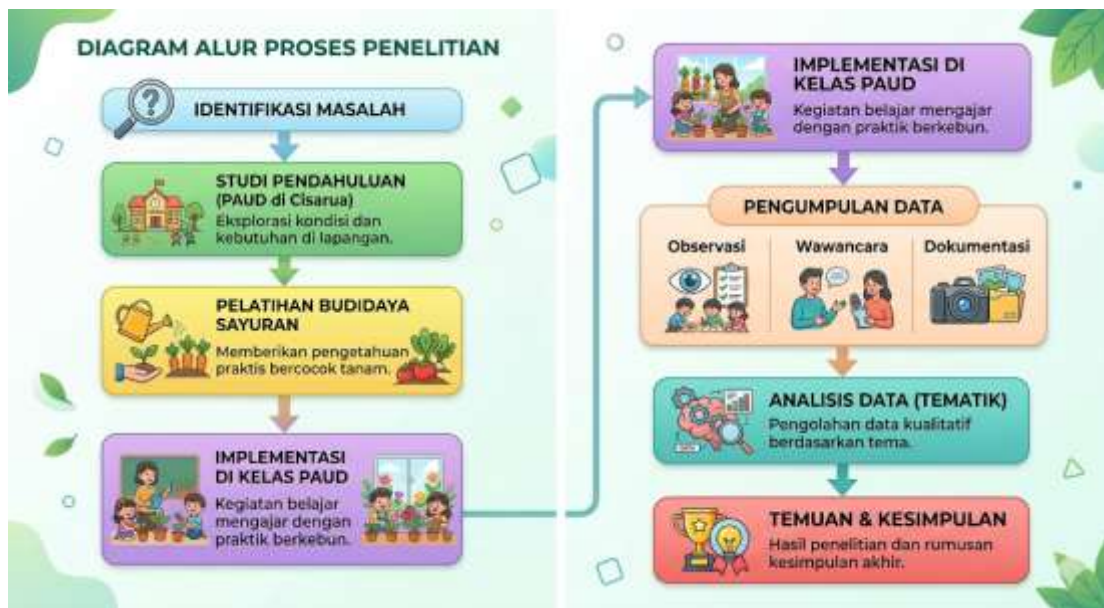 DIAGRAM ALUR PROSES PENELITIAN
IDENTIFIKASI MASALAH
STUDI PENDAHULUAN
(PAUD di Cisarua)
Eksplorasi kondisi dan
kebutuhan di lapangan.
PELATIHAN BUDIDAYA
SAYURAN
Memberikan pengetahuan
praktis bercocok tanam.
IMPLEMENTASI
DI KELAS PAUD
Kegiatan belajar
mengajar dengan
praktik berkebun.
IMPLEMENTASI DI
KELAS PAUD
Kegiatan belajar mengajar
dengan praktik berkebun.
PENGUMPULAN DATA
Observasi
Wawancara
Dokumentasi
ANALISIS DATA (TEMATIK)
Pengolahan data kualitatif
berdasarkan tema.
TEMUAN & KESIMPULAN
Hasil penelitian dan rumusan
kesimpulan akhir.